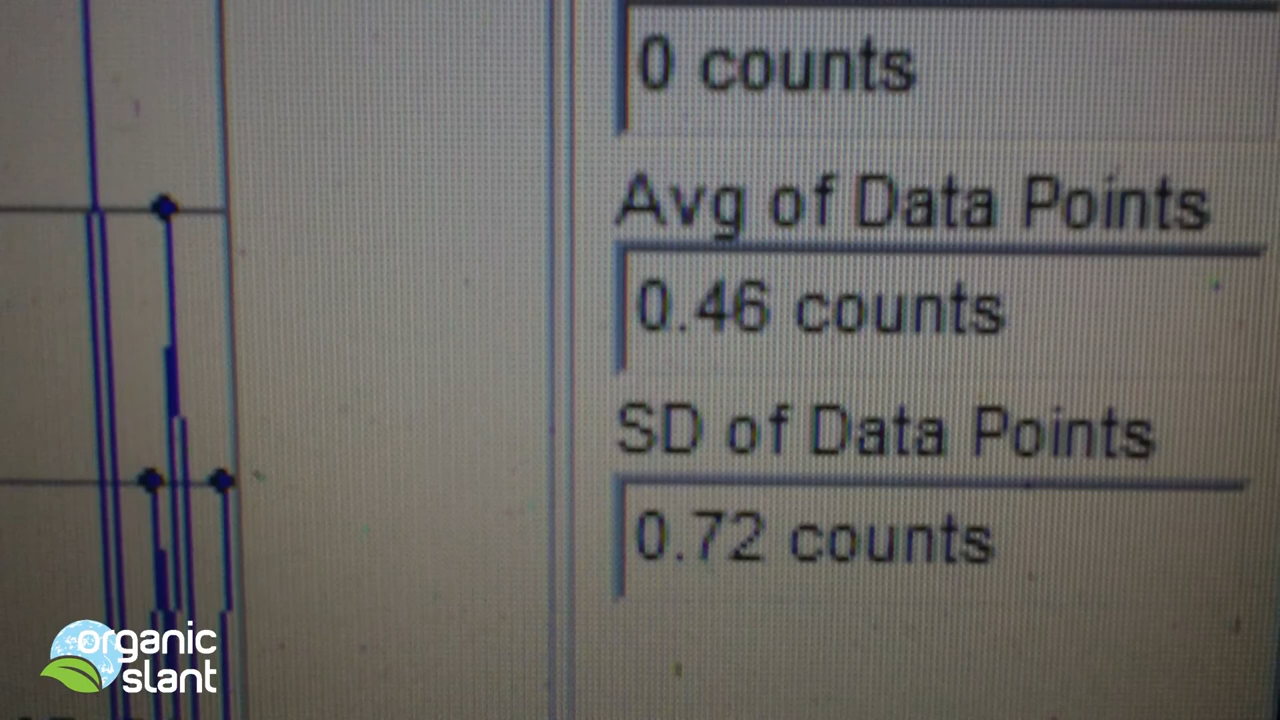 0 counts
Avg of Data Points
0.46 counts
SD of Data Points
0.72 counts
organic
slant